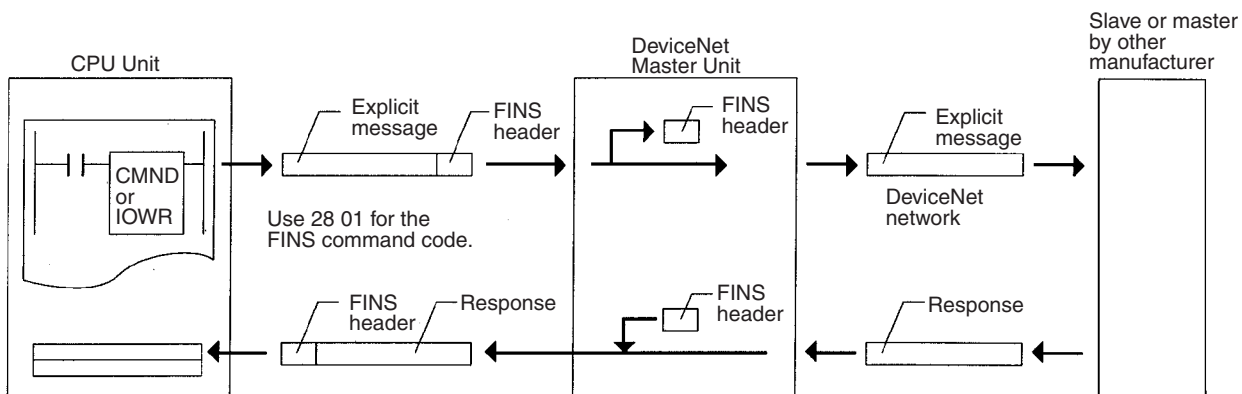 CPU Unit
DeviceNet
Master Unit
Slave or master
by other
manufacturer
CMND
or
IOWR
Explicit
message
FINS
header
FINS
header
Explicit
message
Use 28 01 for the
FINS command code.
DeviceNet
network
FINS
header
Response
FINS
header
Response